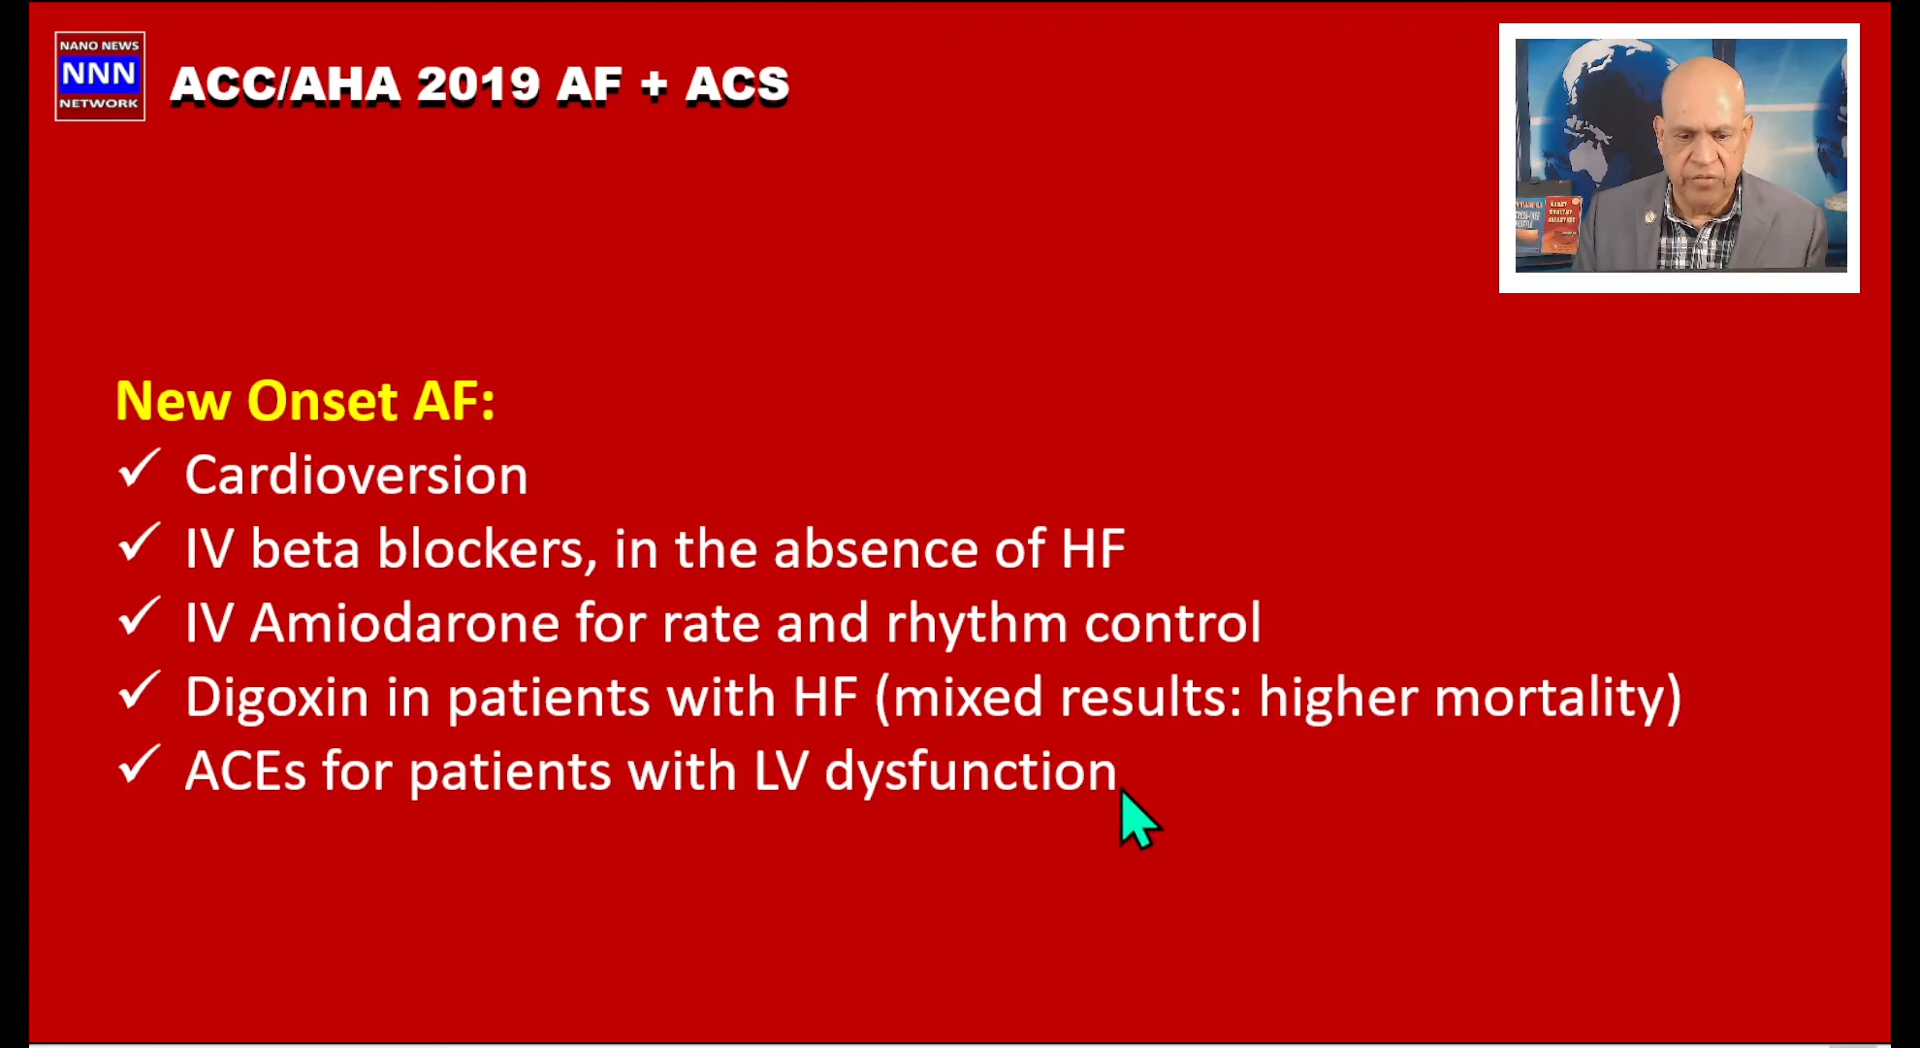 NANO NEWS
NNN
NETWORK
ACC/AHA 2019 AF + ACS
New Onset AF:
✓ Cardioversion
✓ IV beta blockers, in the absence of HF
✓ IV Amiodarone for rate and rhythm control
✓ Digoxin in patients with HF (mixed results: higher mortality)
✓ ACEs for patients with LV dysfunction